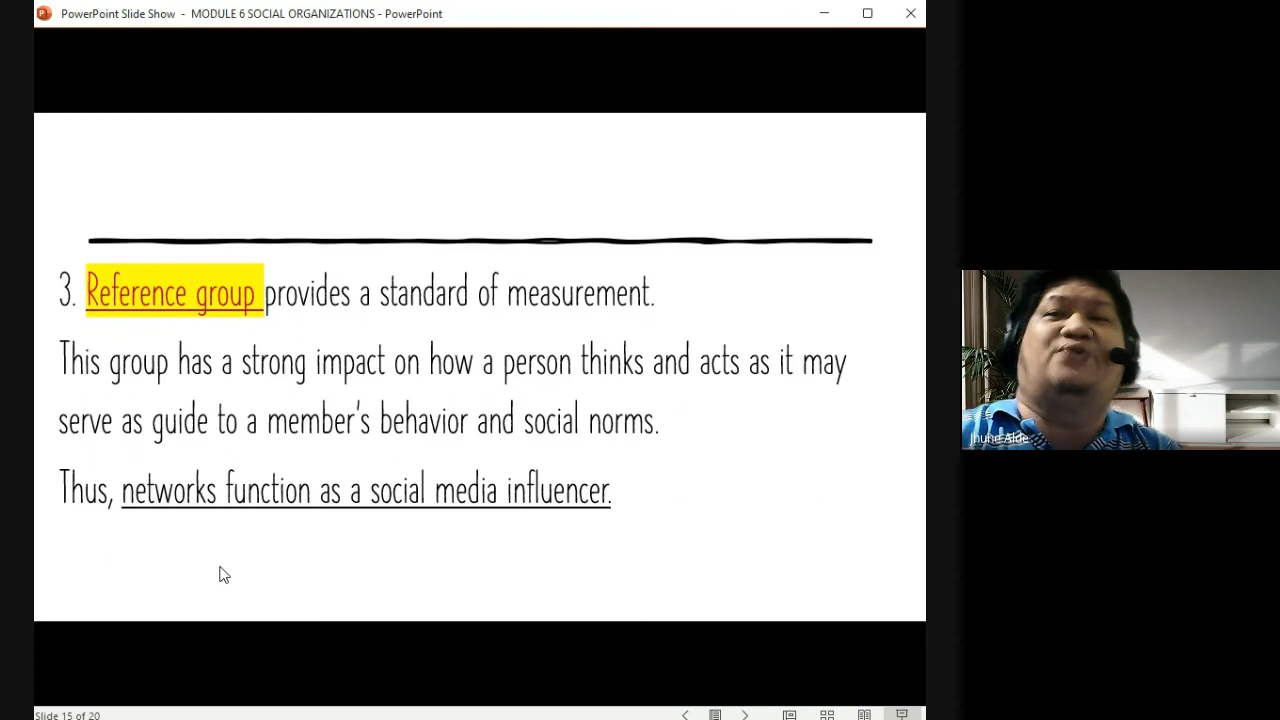 PowerPoint Slide Show - MODULE 6 SOCIAL ORGANIZATIONS - PowerPoint
3. Reference group provides a standard of measurement.
This group has a strong impact on how a person thinks and acts as it may
serve as guide to a member's behavior and social norms.
Thus, networks function as a social media influencer.
Jhune Alde
Slide 15 of 20